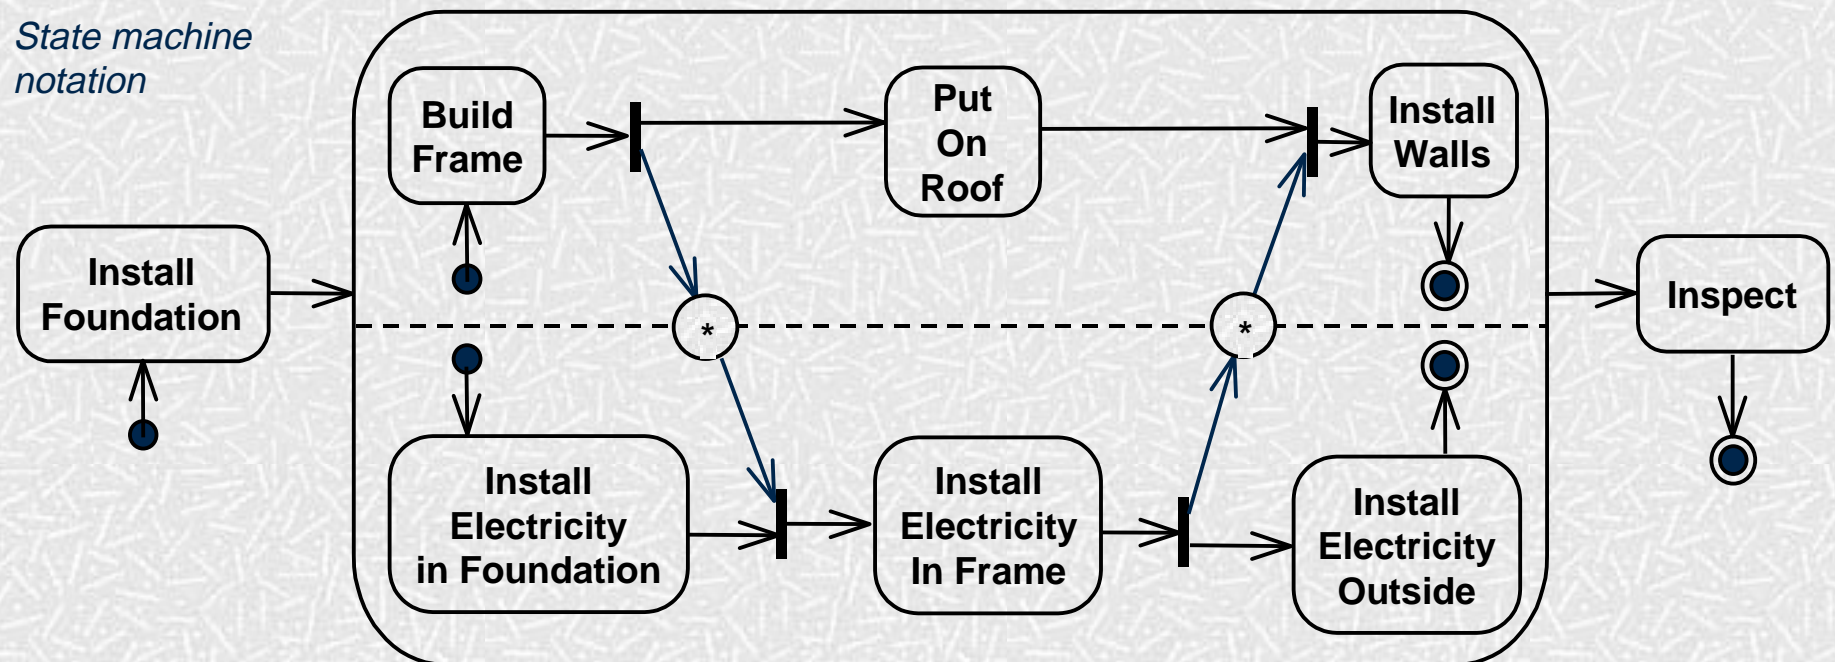 State machine
notation
Build
Frame
Put
On
Roof
Install
Walls
Install
Foundation
*
*
Inspect
Install
Electricity
in Foundation
Install
Electricity
In Frame
Install
Electricity
Outside